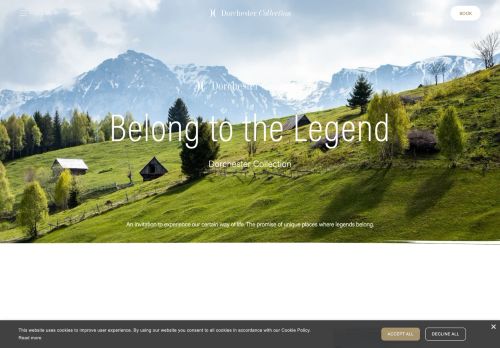 Dorchester Collection
BOOK
Dorchester
Belong to the Legend
Dorchester Collection
An invitation to experience our certain way of life. The promise of unique places where legends belong.
This website uses cookies to improve user experience. By using our website you consent to all cookies in accordance with our Cookie Policy.
Read more
ACCEPT ALL
DECLINE ALL